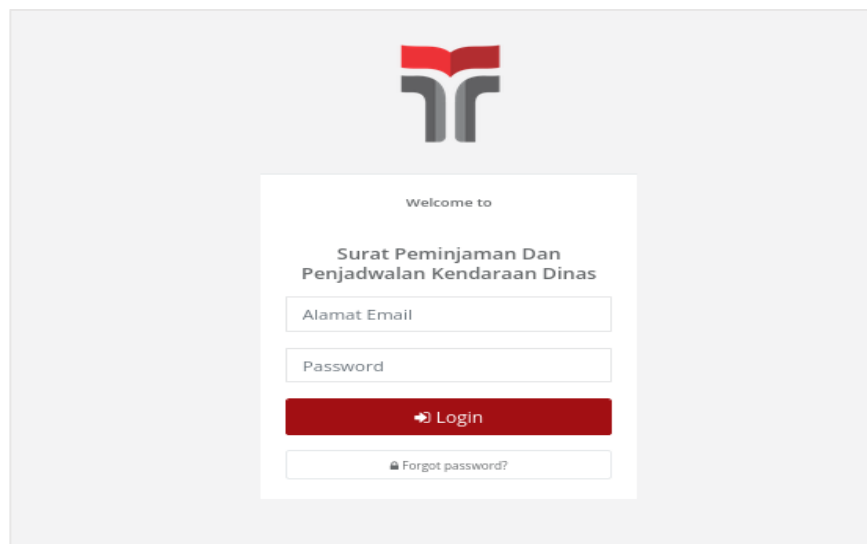 Welcome to
Surat Peminjaman Dan
Penjadwalan Kendaraan Dinas
Alamat Email
Password
Login
Forgot password?